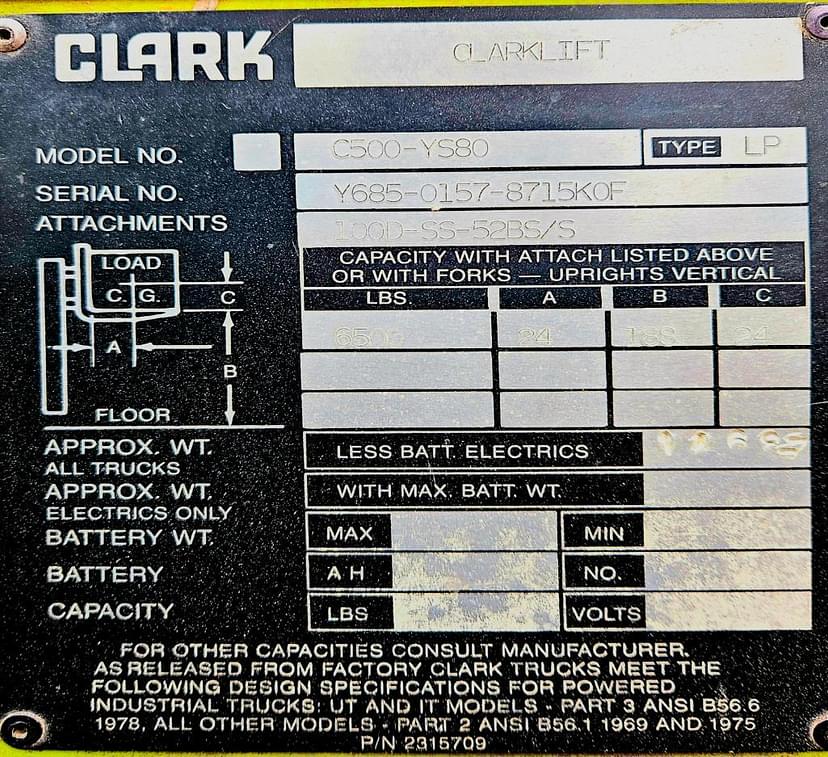 CLARK CLARKLIFT
MODEL NO. C500-YS80 TYPE LP
SERIAL NO. Y685-0157-8715KOF
ATTACHMENTS 100D-SS-52BS/S
CAPACITY WITH ATTACH LISTED ABOVE
OR WITH FORKS — UPRIGHTS VERTICAL
LBS. A B C
6500 24 188 24
LOAD
C. G.
C
A
B
FLOOR
APPROX. WT. LESS BATT. ELECTRICS
ALL TRUCKS
APPROX. WT. WITH MAX. BATT. WT.
ELECTRICS ONLY
BATTERY WT. MAX MIN
BATTERY A H NO.
CAPACITY LBS VOLTS
FOR OTHER CAPACITIES CONSULT MANUFACTURER.
AS RELEASED FROM FACTORY CLARK TRUCKS MEET THE
FOLLOWING DESIGN SPECIFICATIONS FOR POWERED
INDUSTRIAL TRUCKS: UT AND IT MODELS - PART 3 ANSI B56.6
1978, ALL OTHER MODELS - PART 2 ANSI B56.1 1969 AND 1975
P/N 2315709